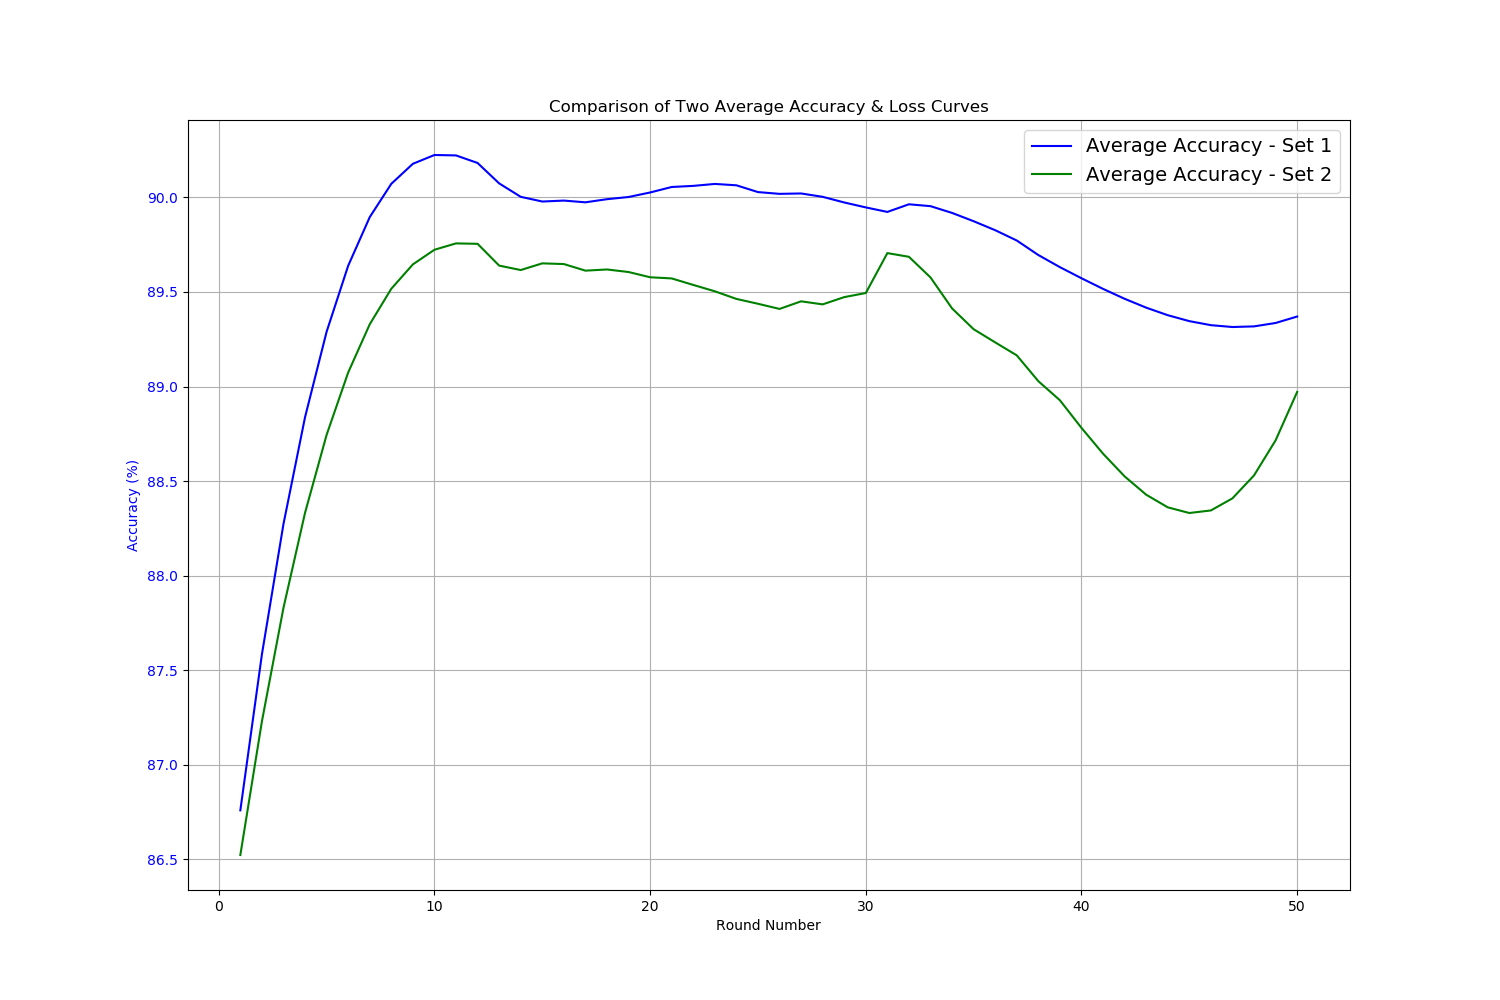 Comparison of Two Average Accuracy & Loss Curves
Average Accuracy - Set 1
Average Accuracy - Set 2
90.0
89.5
89.0
88.5
88.0
87.5
87.0
86.5
Accuracy (%)
0 10 20 30 40 50
Round Number